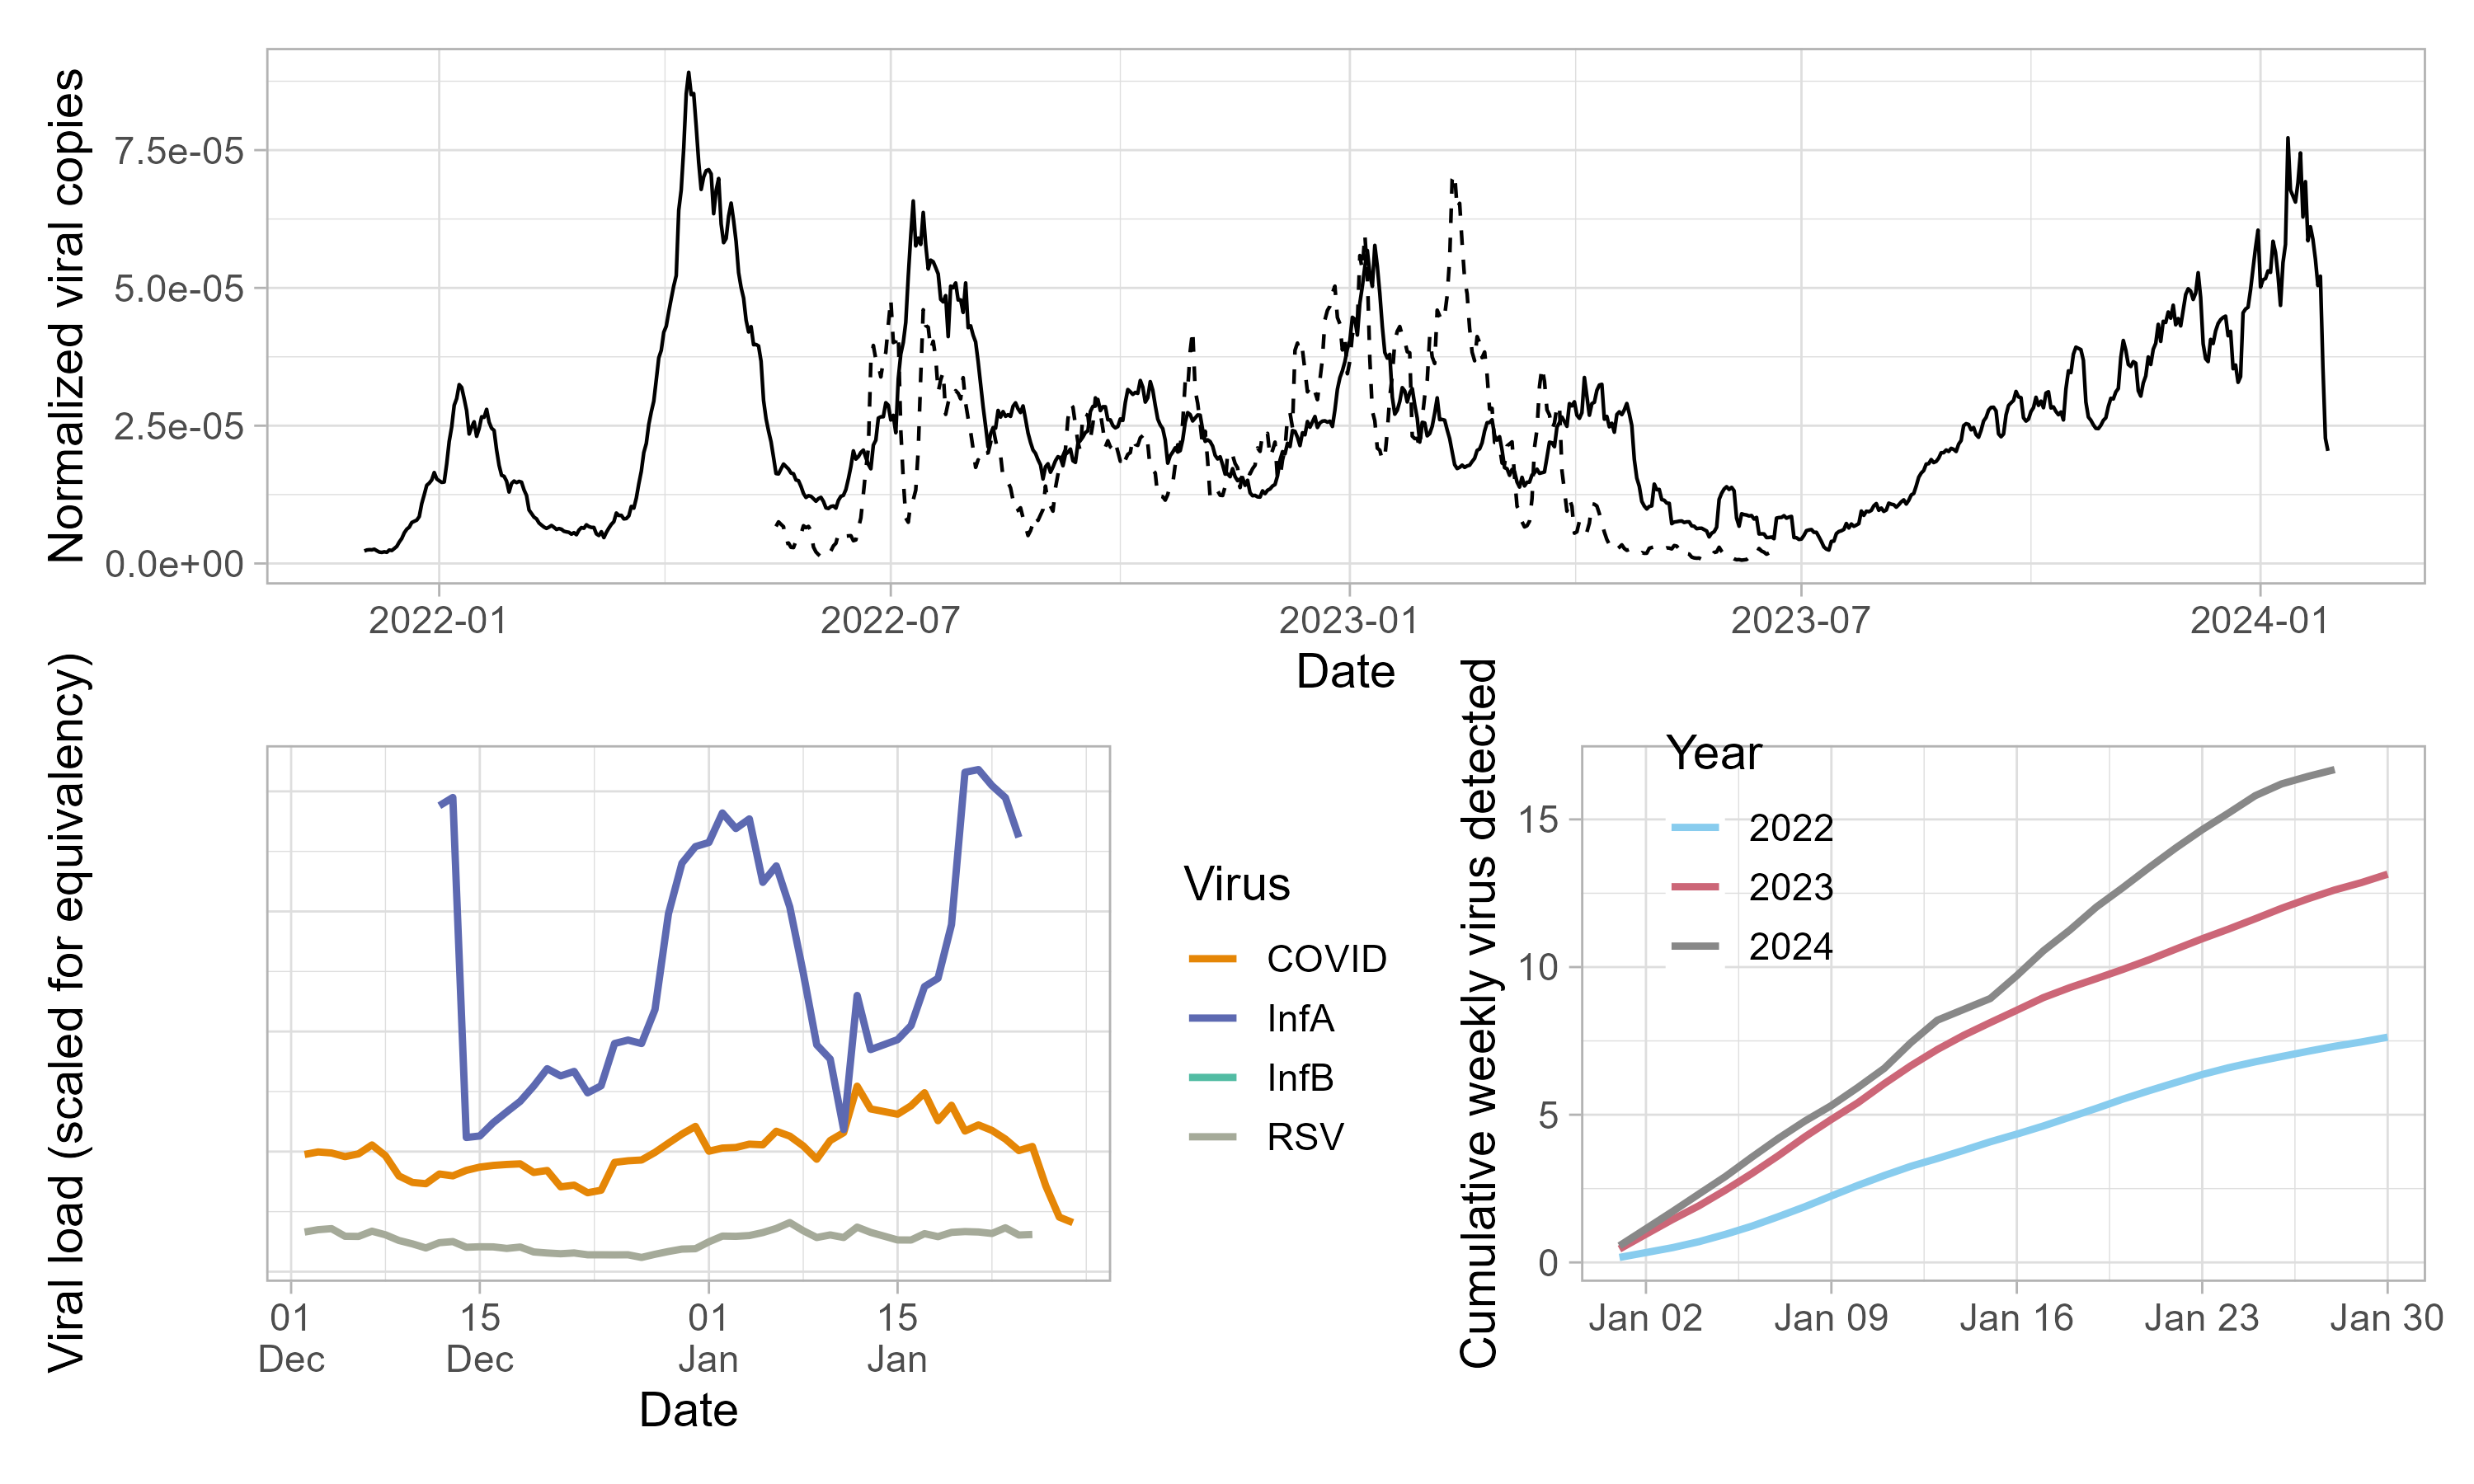 Normalized viral copies
7.5e-05
5.0e-05
2.5e-05
0.0e+00
2022-01
2022-07
2023-01
2023-07
2024-01
Date
Viral load (scaled for equivalency)
01
Dec
15
Dec
01
Jan
15
Jan
Date
Virus
COVID
InfA
InfB
RSV
Cumulative weekly virus detected
15
10
5
0
Year
2022
2023
2024
Jan 02
Jan 09
Jan 16
Jan 23
Jan 30